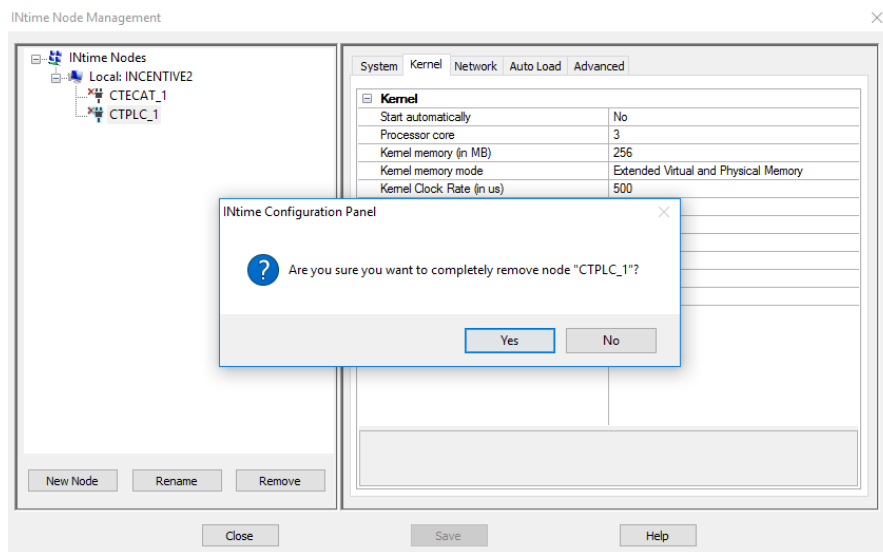 INtime Node Management
INtime Nodes
Local: INCENTIVE2
CTECAT_1
CTPLC_1
System Kernel Network Auto Load Advanced
Kernel
Start automatically No
Processor core 3
Kernel memory (in MB) 256
Kernel memory mode Extended Virtual and Physical Memory
Kernel Clock Rate (in us) 500
INtime Configuration Panel
Are you sure you want to completely remove node "CTPLC_1"?
Yes No
New Node Rename Remove
Close Save Help